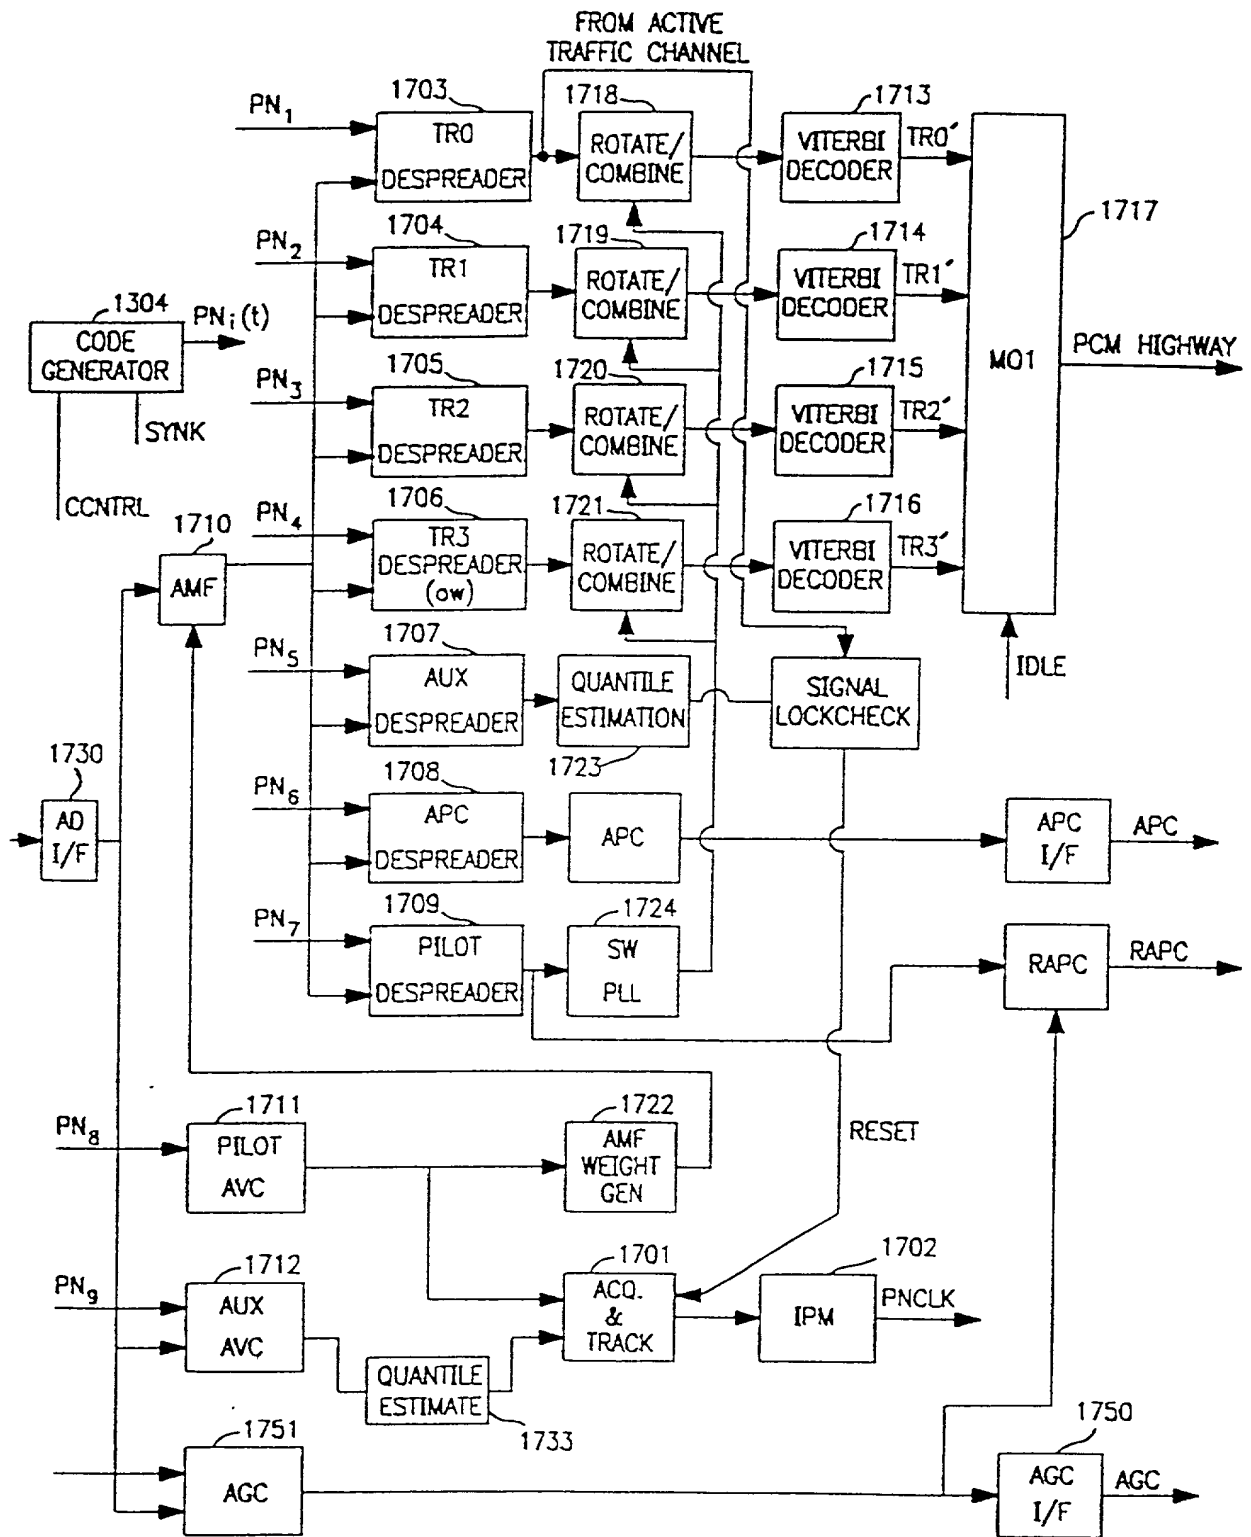 FROM ACTIVE
TRAFFIC CHANNEL
1703
1718
1713
PN1
TR0
DESPREADER
ROTATE/
COMBINE
VITERBI
DECODER
TR0′
1717
1704
1719
1714
PN2
TR1
DESPREADER
ROTATE/
COMBINE
VITERBI
DECODER
TR1′
1304
CODE
GENERATOR
PNi(t)
SYNK
CCNTRL
MO1
PCM HIGHWAY
1705
1720
1715
PN3
TR2
DESPREADER
ROTATE/
COMBINE
VITERBI
DECODER
TR2′
1706
1721
1716
PN4
TR3
DESPREADER
(ow)
ROTATE/
COMBINE
VITERBI
DECODER
TR3′
1710
AMF
IDLE
1707
PN5
AUX
DESPREADER
QUANTILE
ESTIMATION
1723
SIGNAL
LOCKCHECK
1730
AD
I/F
1708
PN6
APC
DESPREADER
APC
APC
I/F
APC
1709
1724
PN7
PILOT
DESPREADER
SW
PLL
RAPC
RAPC
1711
1722
PN8
PILOT
AVC
AMF
WEIGHT
GEN
RESET
1712
1701
1702
PN9
AUX
AVC
ACQ.
&
TRACK
IPM
PNCLK
QUANTILE
ESTIMATE
1733
1751
AGC
1750
AGC
I/F
AGC